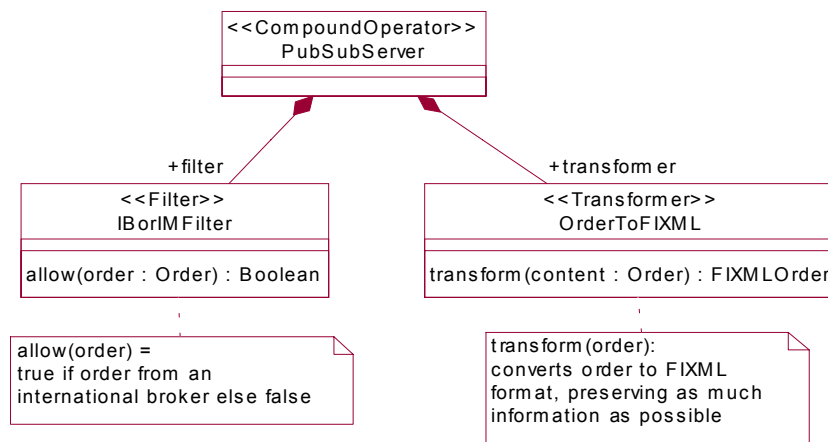 <<CompoundOperator>>
PubSubServer
+filter
+transformer
<<Filter>>
IBorIMFilter
allow(order : Order) : Boolean
<<Transformer>>
OrderToFIXML
transform(content : Order) : FIXMLOrder
allow(order) =
true if order from an
international broker else false
transform(order):
converts order to FIXML
format, preserving as much
information as possible